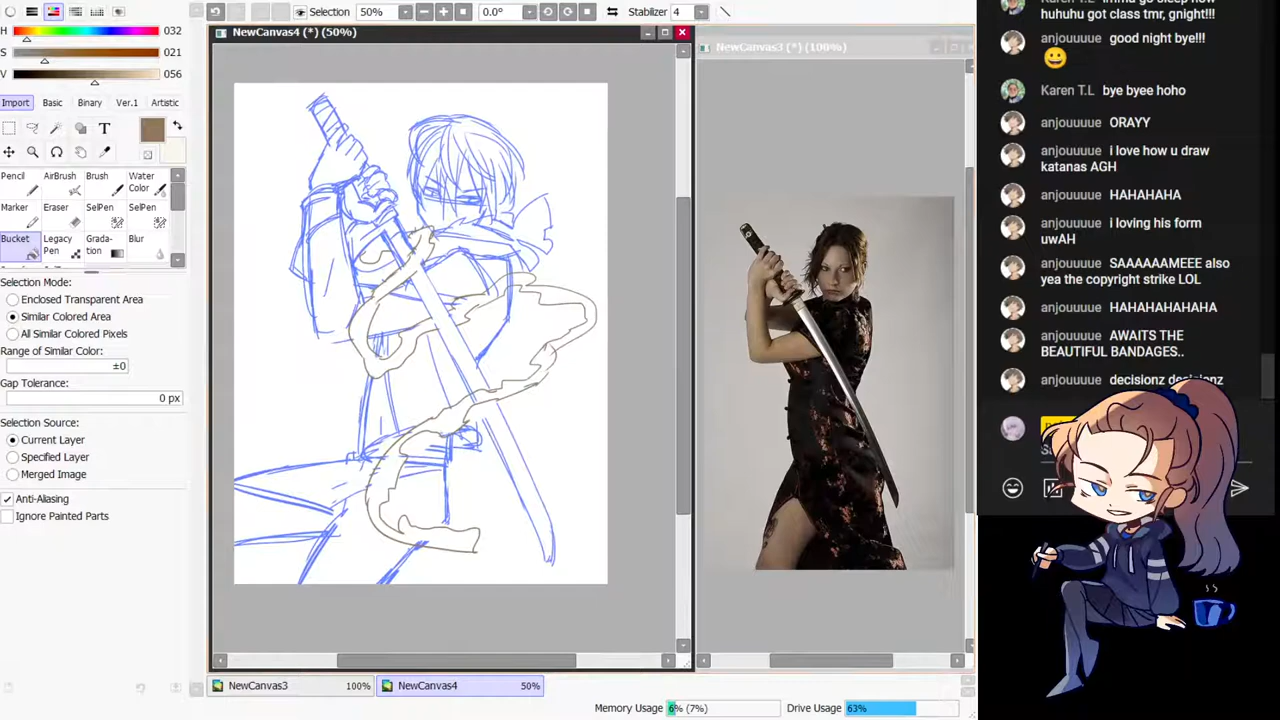 Selection 50% 0.0° Stabilizer 4
H 032
S 021
V 056
Import Basic Binary Ver.1 Artistic
T
Pencil AirBrush Brush Water Color
Marker Eraser SelPen SelPen
Bucket Legacy Pen Grada-tion Blur
Selection Mode:
Enclosed Transparent Area
Similar Colored Area
All Similar Colored Pixels
Range of Similar Color:
±0
Gap Tolerance:
0 px
Selection Source:
Current Layer
Specified Layer
Merged Image
Anti-Aliasing
Ignore Painted Parts
NewCanvas4 (*) (50%)
NewCanvas3 (*) (100%)
NewCanvas3 100%
NewCanvas4 50%
Memory Usage 6% (7%)
Drive Usage 63%
huhuhu got class tmr, gnight!!!
anjouuuue good night bye!!!
Karen T.L bye byee hoho
anjouuuue ORAYY
anjouuuue i love how u draw
katanas AGH
anjouuuue HAHAHAHA
anjouuuue i loving his form
uwAH
anjouuuue SAAAAAAMEEE also
yea the copyright strike LOL
anjouuuue HAHAHAHAHAHA
anjouuuue AWAITS THE
BEAUTIFUL BANDAGES..
anjouuuue decisionz decisionz